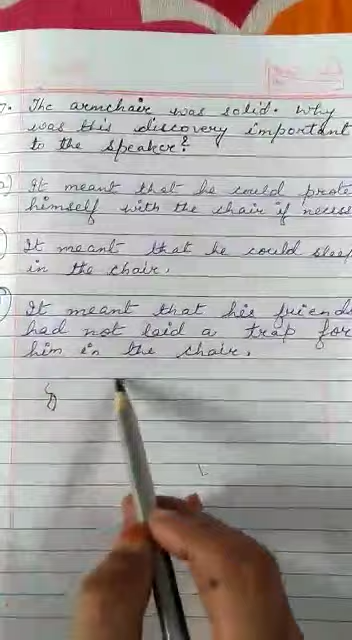 7. The armchair was solid. Why
was this discovery important
to the speaker?
a) It meant that he could prote
himself with the chair if necess
) It meant that he could sleep
in the chair.
It meant that his friends
had not laid a trap for
him in the chair.